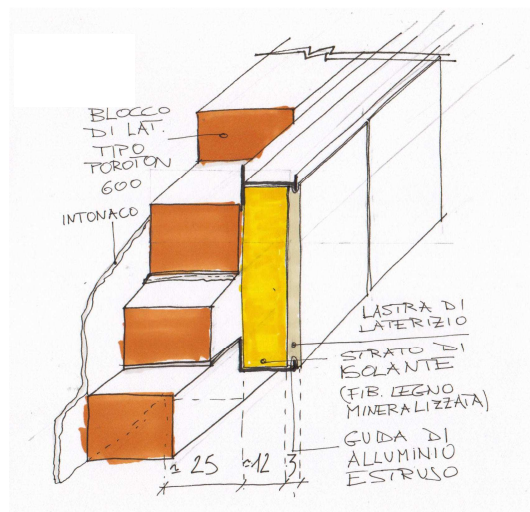 BLOCCO
DI LAT.
TIPO
POROTON
600
INTONACO
LASTRA DI
LATERIZIO
STRATO DI
ISOLANTE
(FIB. LEGNO
MINERALIZZATA)
GUIDA DI
ALLUMINIO
ESTRUSO
~ 25 ~12 3